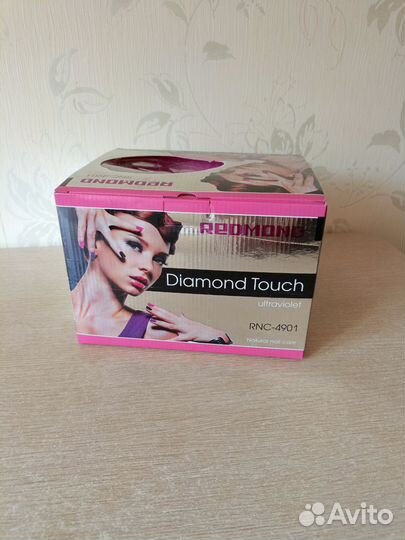 REDMOND
REDMOND
Diamond Touch
ultraviolet
RNC-4901
Natural nail care
Avito